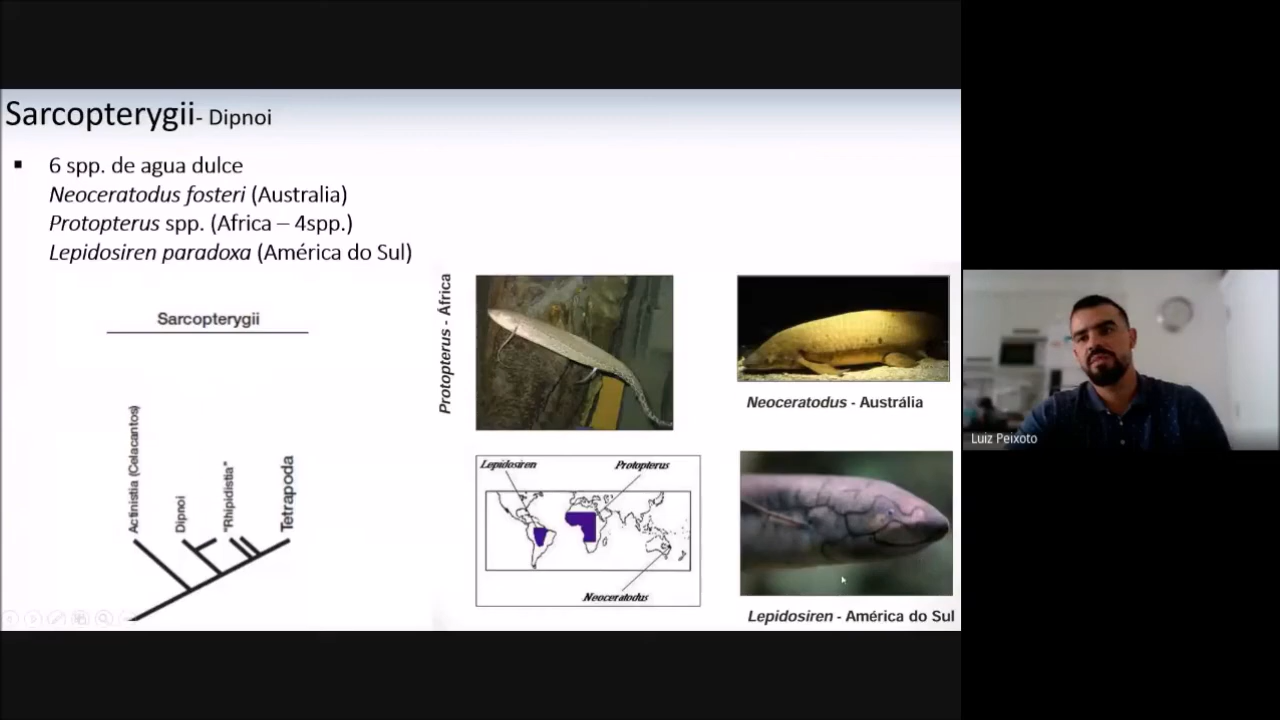 Sarcopterygii- Dipnoi
▪ 6 spp. de agua dulce
Neoceratodus fosteri (Australia)
Protopterus spp. (Africa – 4spp.)
Lepidosiren paradoxa (América do Sul)
Sarcopterygii
Actinistia (Celacantos)
Dipnoi
"Rhipidistia"
Tetrapoda
Protopterus - África
Neoceratodus - Austrália
Lepidosiren
Protopterus
Neoceratodus
Lepidosiren - América do Sul
Luiz Peixoto